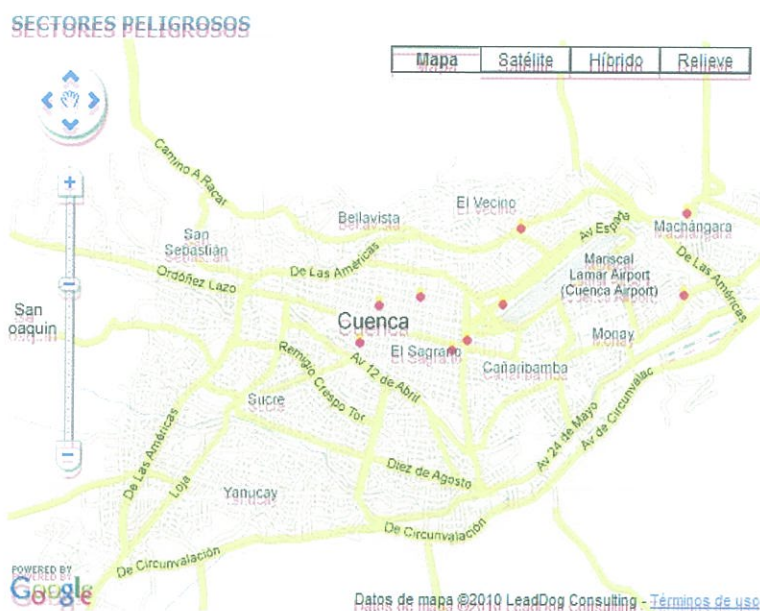 SECTORES PELIGROSOS
Mapa Satélite Híbrido Relieve
Camino A Racar
El Vecino
Bellavista
Av España
Machángara
San
Sebastián
De Las Américas
Mariscal
Lamar Airport
(Cuenca Airport)
De Las Américas
Ordóñez Lazo
San
oaquin
Cuenca
Monay
El Sagrario
Cañaribamba
Remigio Crespo Tor
Av 12 de Abril
Sucre
De Las Américas
Loja
Av 24 de Mayo
Av de Circunvalac
Diez de Agosto
Yanucay
De Circunvalación
De Circunvalación
POWERED BY
Google
Datos de mapa ©2010 LeadDog Consulting - Términos de uso